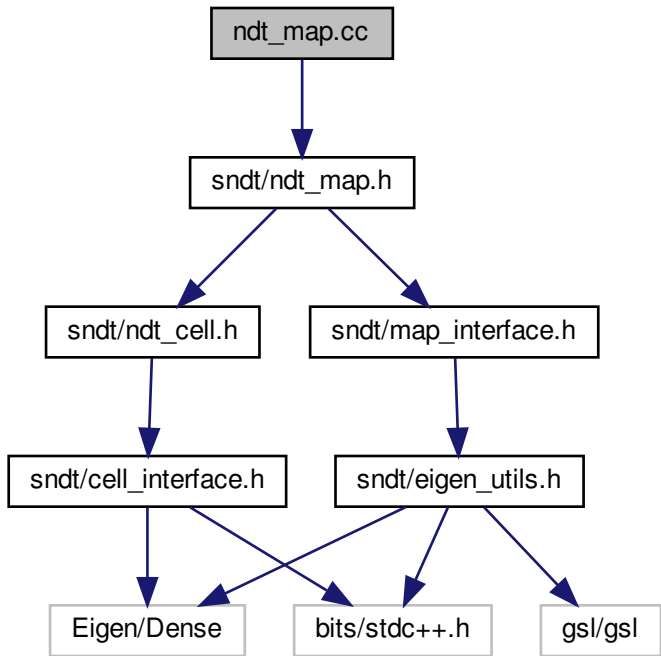 ndt_map.cc
sndt/ndt_map.h
sndt/ndt_cell.h
sndt/map_interface.h
sndt/cell_interface.h
sndt/eigen_utils.h
Eigen/Dense
bits/stdc++.h
gsl/gsl